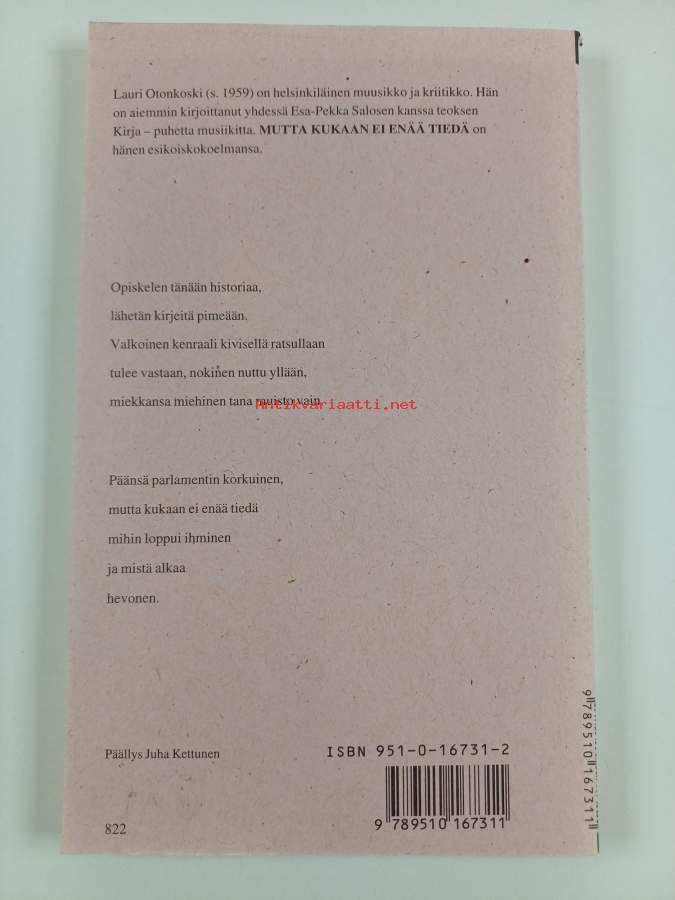 Lauri Otonkoski (s. 1959) on helsinkiläinen muusikko ja kriitikko. Hän
on aiemmin kirjoittanut yhdessä Esa-Pekka Salosen kanssa teoksen
Kirja – puhetta musiikitta. MUTTA KUKAAN EI ENÄÄ TIEDÄ on
hänen esikoiskokoelmansa.
Opiskelen tänään historiaa,
lähetän kirjeitä pimeään.
Valkoinen kenraali kivisellä ratsullaan
tulee vastaan, nokinen nuttu yllään,
miekkansa miehinen tana muisto vain.
Antikvariaatti.net
Päänsä parlamentin korkuinen,
mutta kukaan ei enää tiedä
mihin loppui ihminen
ja mistä alkaa
hevonen.
Päällys Juha Kettunen
822
ISBN 951-0-16731-2
9 789510 167311
9 789510 167311